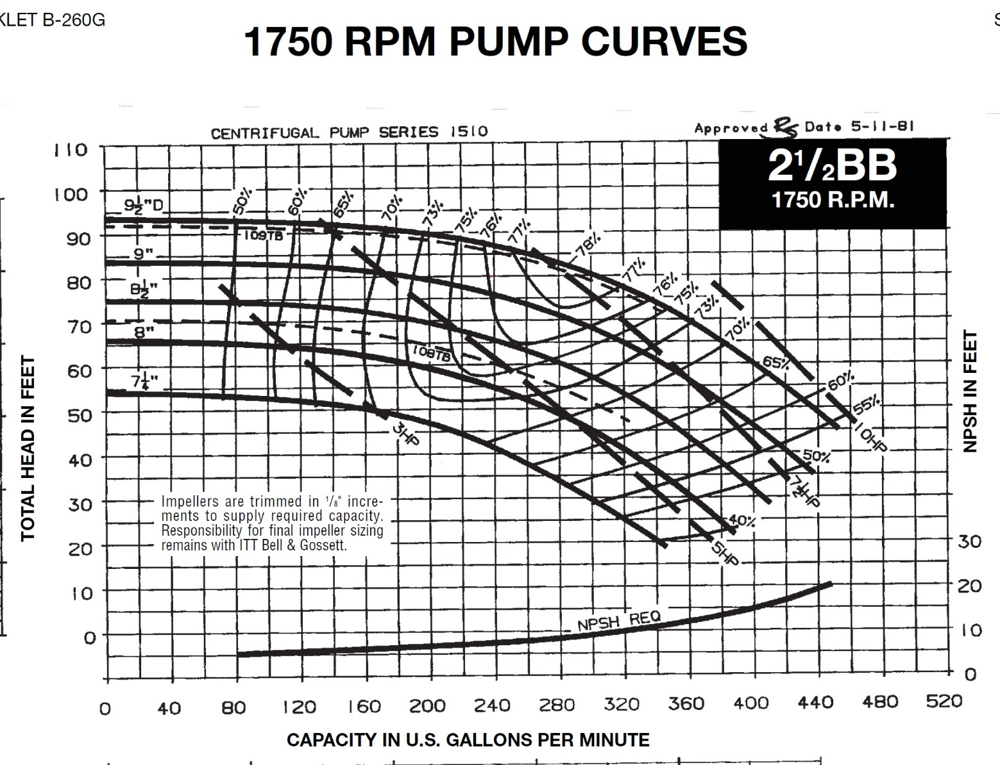 KLET B-260G
1750 RPM PUMP CURVES
CENTRIFUGAL PUMP SERIES 1510
Approved
Date 5-11-81
2½BB
1750 R.P.M.
TOTAL HEAD IN FEET
110
100
90
80
70
60
50
40
30
20
10
0
9½"D
9"
8½"
8"
7¼"
109TB
108TB
50%
60%
65%
70%
73%
75%
76%
77%
78%
77%
76%
75%
73%
70%
65%
60%
55%
50%
40%
3HP
5HP
7½HP
10HP
Impellers are trimmed in 1/8" incre-
ments to supply required capacity.
Responsibility for final impeller sizing
remains with ITT Bell & Gossett.
NPSH REQ
NPSH IN FEET
30
20
10
0
0 40 80 120 160 200 240 280 320 360 400 440 480 520
CAPACITY IN U.S. GALLONS PER MINUTE